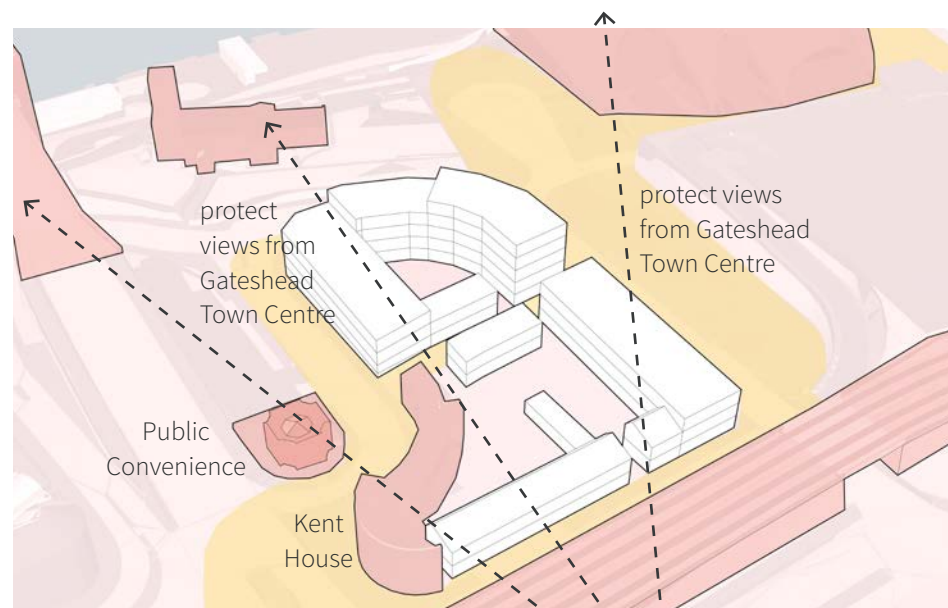 protect
views from
Gateshead
Town Centre
protect views
from Gateshead
Town Centre
Public
Convenience
Kent
House